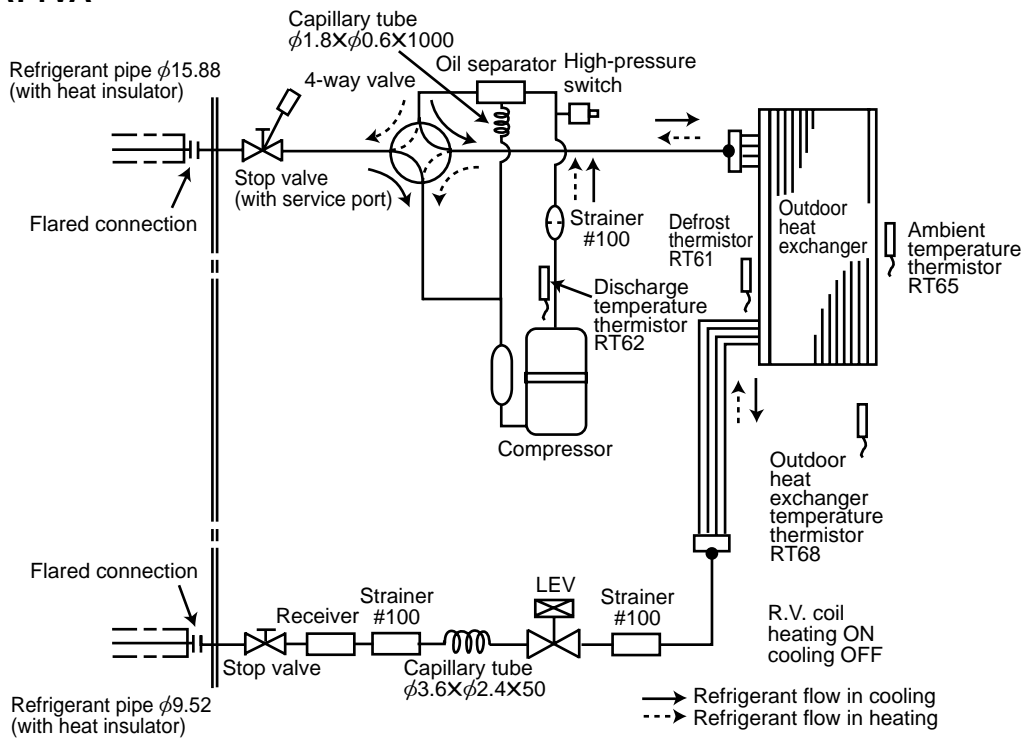 Capillary tube
ϕ1.8✕ϕ0.6✕1000
Refrigerant pipe ϕ15.88
(with heat insulator)
4-way valve
Oil separator
High-pressure
switch
Stop valve
(with service port)
Flared connection
Strainer
#100
Defrost
thermistor
RT61
Outdoor
heat
exchanger
Ambient
temperature
thermistor
RT65
Discharge
temperature
thermistor
RT62
Compressor
Outdoor
heat
exchanger
temperature
thermistor
RT68
Flared connection
Receiver
Strainer
#100
LEV
Strainer
#100
R.V. coil
heating ON
cooling OFF
Stop valve
Capillary tube
ϕ3.6✕ϕ2.4✕50
Refrigerant pipe ϕ9.52
(with heat insulator)
Refrigerant flow in cooling
Refrigerant flow in heating